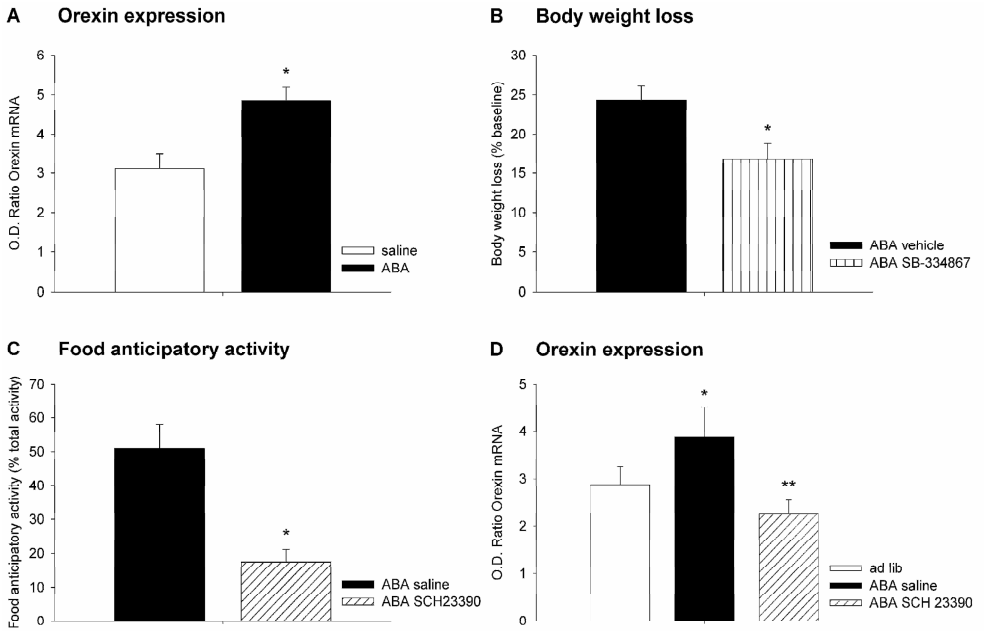 A Orexin expression
6
5
4
3
2
1
0
O.D. Ratio Orexin mRNA
*
saline
ABA
B Body weight loss
30
25
20
15
10
5
0
Body weight loss (% baseline)
*
ABA vehicle
ABA SB-334867
C Food anticipatory activity
70
60
50
40
30
20
10
0
Food anticipatory activity (% total activity)
*
ABA saline
ABA SCH23390
D Orexin expression
5
4
3
2
1
0
O.D. Ratio Orexin mRNA
*
**
ad lib
ABA saline
ABA SCH 23390